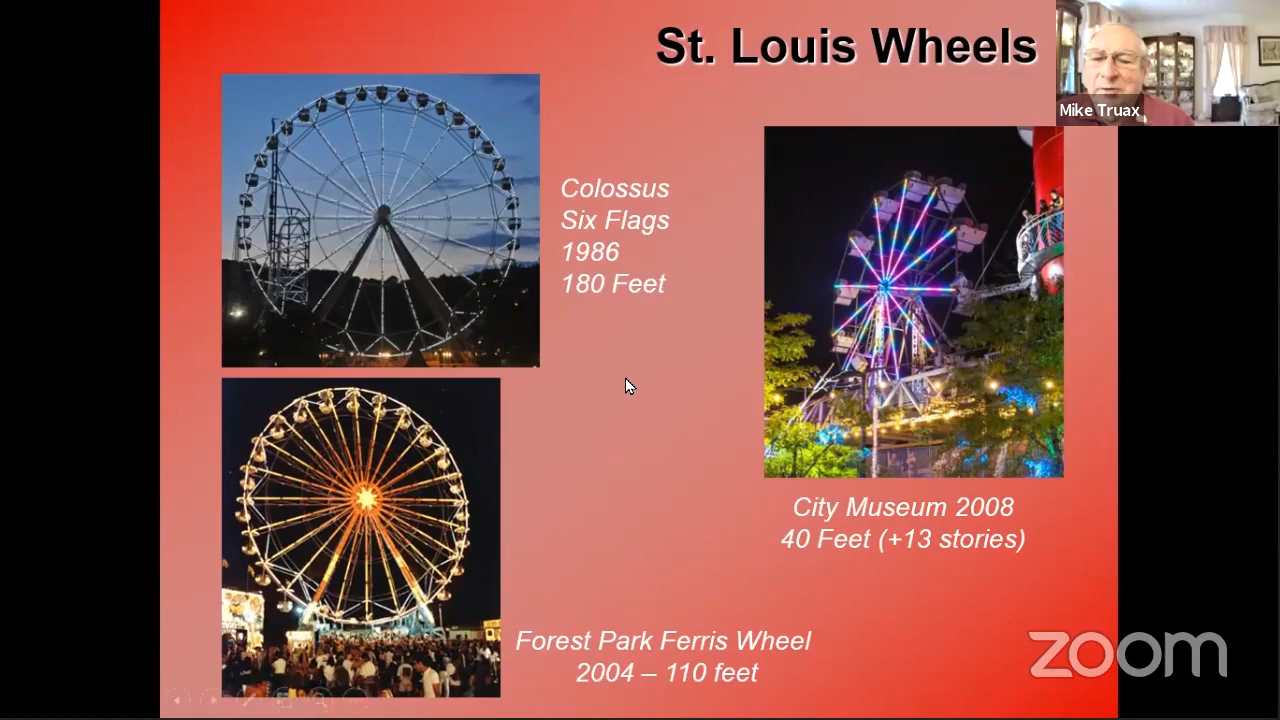 St. Louis Wheels
Mike Truax
Colossus
Six Flags
1986
180 Feet
City Museum 2008
40 Feet (+13 stories)
Forest Park Ferris Wheel
2004 – 110 feet
zoom